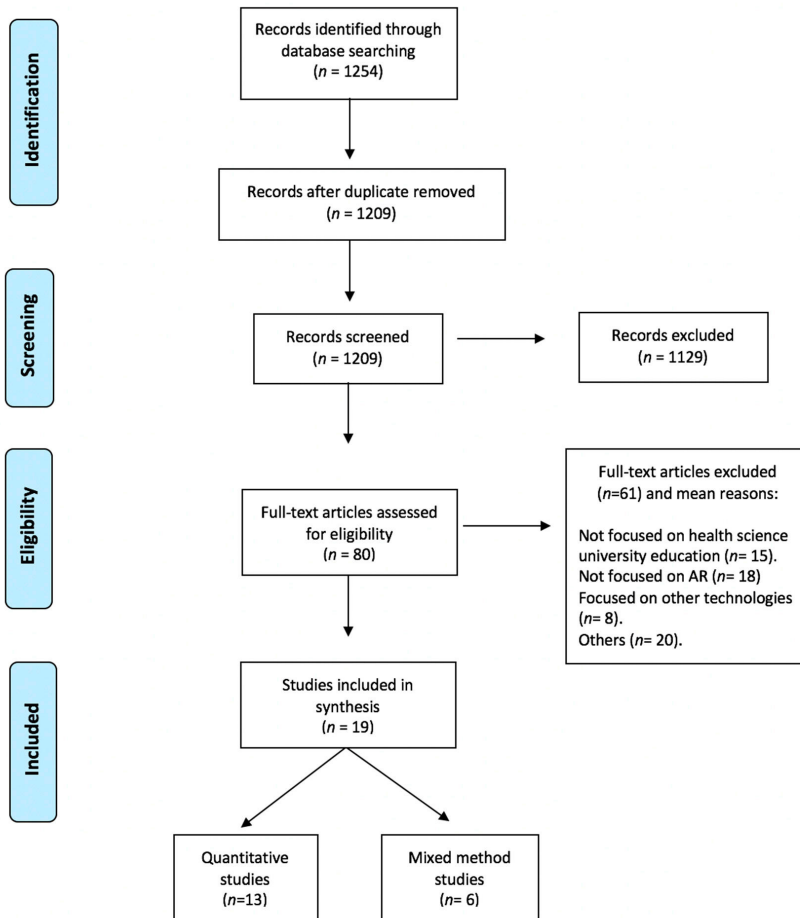 Identification
Records identified through
database searching
(n = 1254)
Records after duplicate removed
(n = 1209)
Screening
Records screened
(n = 1209)
Records excluded
(n = 1129)
Eligibility
Full-text articles assessed
for eligibility
(n = 80)
Full-text articles excluded
(n=61) and mean reasons:
Not focused on health science
university education (n= 15).
Not focused on AR (n= 18)
Focused on other technologies
(n= 8).
Others (n= 20).
Included
Studies included in
synthesis
(n = 19)
Quantitative
studies
(n=13)
Mixed method
studies
(n= 6)